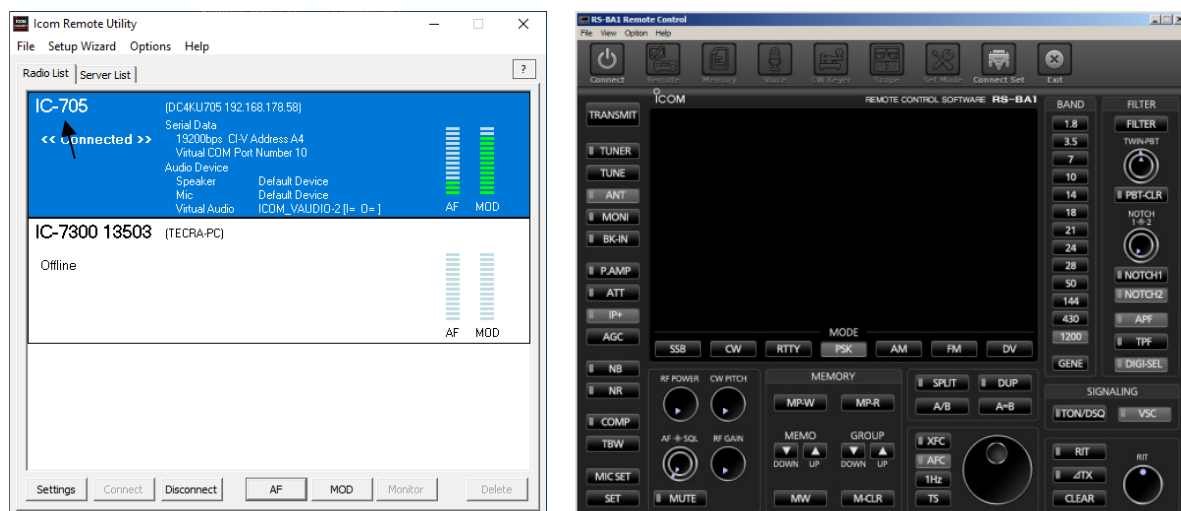 Icom Remote Utility
File Setup Wizard Options Help
Radio List Server List ?
IC-705 (DC4KU705 192.168.178.58)
<< Connected >>
Serial Data
19200bps CI-V Address A4
Virtual COM Port Number 10
Audio Device
Speaker Default Device
Mic Default Device
Virtual Audio ICOM_VAUDIO-2 [I= O= ]
AF MOD
IC-7300 13503 (TECRA-PC)
Offline
AF MOD
Settings Connect Disconnect AF MOD Monitor Delete
RS-BA1 Remote Control
File View Option Help
Connect Remote Memory Voice CW Keyer Scope Set Mode Connect Set Exit
ICOM REMOTE CONTROL SOFTWARE RS-BA1
TRANSMIT
TUNER
TUNE
ANT
MONI
BK-IN
P.AMP
ATT
IP+
AGC
NB
NR
COMP
TBW
MIC SET
SET
MODE
SSB CW RTTY PSK AM FM DV
RF POWER CW PITCH
AF SQL RF GAIN
MUTE
MEMORY
MP-W MP-R
MEMO GROUP
DOWN UP DOWN UP
MW M-CLR
SPLIT DUP
A/B A=B
XFC
AFC
1Hz
TS
BAND
1.8
3.5
7
10
14
18
21
24
28
50
144
430
1200
GENE
FILTER
FILTER
TWIN-PBT
PBT-CLR
NOTCH
1 2
NOTCH1
NOTCH2
APF
TPF
DIGI-SEL
SIGNALING
TON/DSQ VSC
RIT
⊿TX
CLEAR
RIT